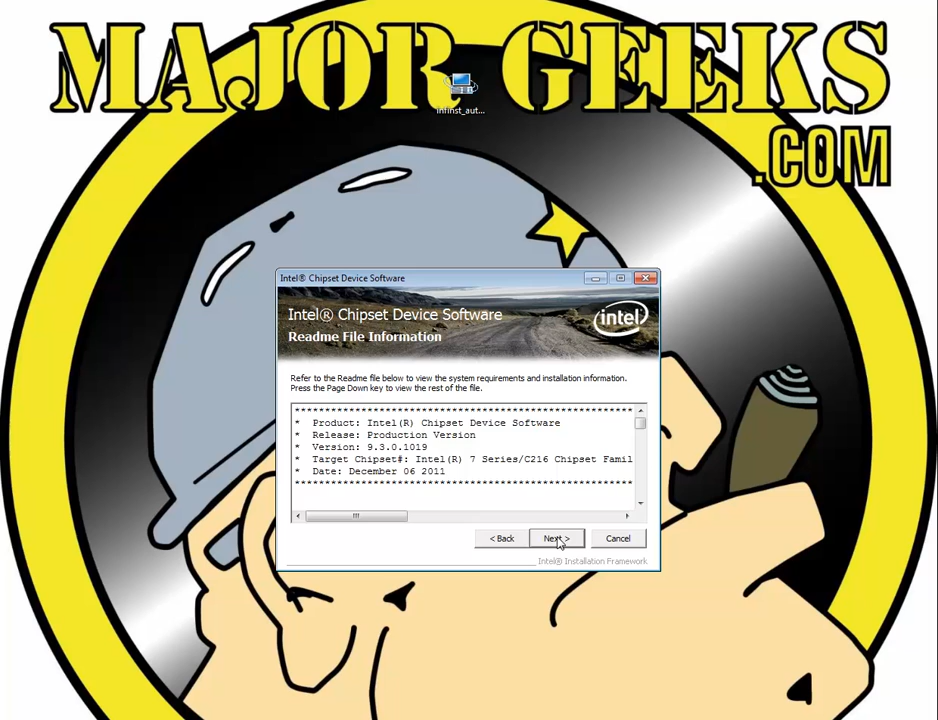 MAJOR GEEKS
.COM
infinst_aut...
Intel® Chipset Device Software
Intel® Chipset Device Software
Readme File Information
intel
Refer to the Readme file below to view the system requirements and installation information.
Press the Page Down key to view the rest of the file.
* Product: Intel(R) Chipset Device Software
* Release: Production Version
* Version: 9.3.0.1019
* Target Chipset#: Intel(R) 7 Series/C216 Chipset Famil
* Date: December 06 2011
< Back
Next >
Cancel
Intel® Installation Framework